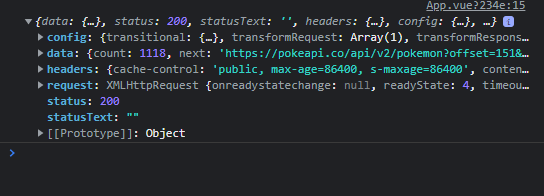 App.vue?234e:15
{data: {…}, status: 200, statusText: '', headers: {…}, config: {…}, …}
config: {transitional: {…}, transformRequest: Array(1), transformRespons…
data: {count: 1118, next: 'https://pokeapi.co/api/v2/pokemon?offset=151&…
headers: {cache-control: 'public, max-age=86400, s-maxage=86400', conten…
request: XMLHttpRequest {onreadystatechange: null, readyState: 4, timeou…
status: 200
statusText: ""
[[Prototype]]: Object